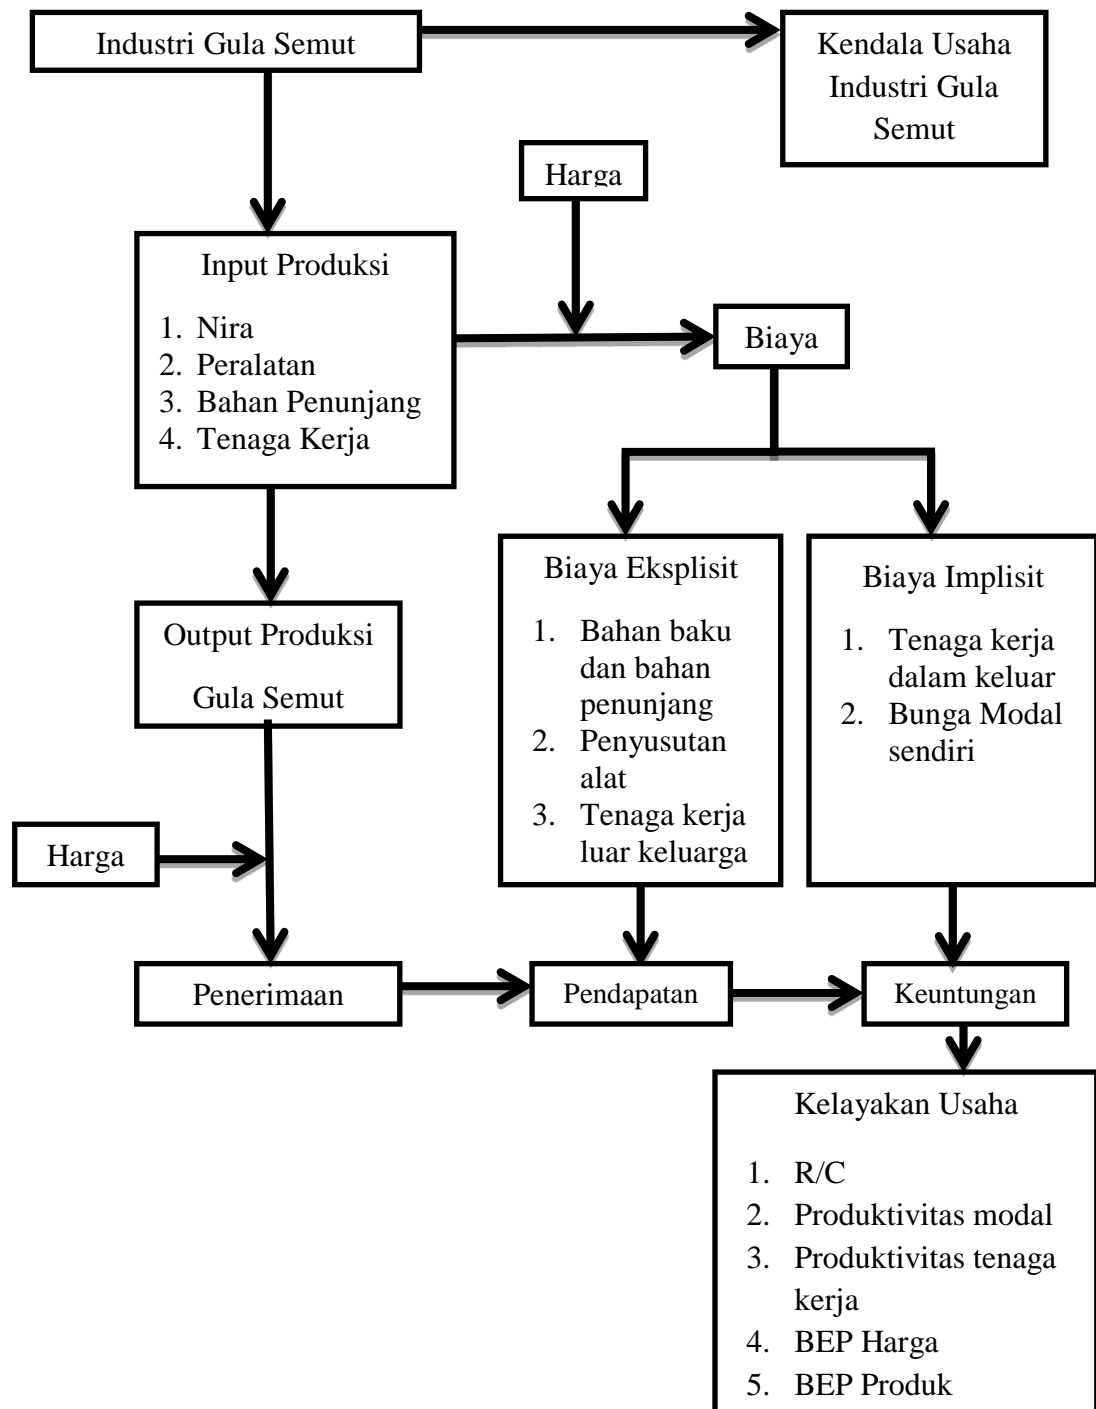 Industri Gula Semut
Kendala Usaha
Industri Gula
Semut
Harga
Input Produksi
1. Nira
2. Peralatan
3. Bahan Penunjang
4. Tenaga Kerja
Biaya
Biaya Eksplisit
1. Bahan baku
dan bahan
penunjang
2. Penyusutan
alat
3. Tenaga kerja
luar keluarga
Biaya Implisit
1. Tenaga kerja
dalam keluar
2. Bunga Modal
sendiri
Output Produksi
Gula Semut
Harga
Penerimaan
Pendapatan
Keuntungan
Kelayakan Usaha
1. R/C
2. Produktivitas modal
3. Produktivitas tenaga
kerja
4. BEP Harga
5. BEP Produk